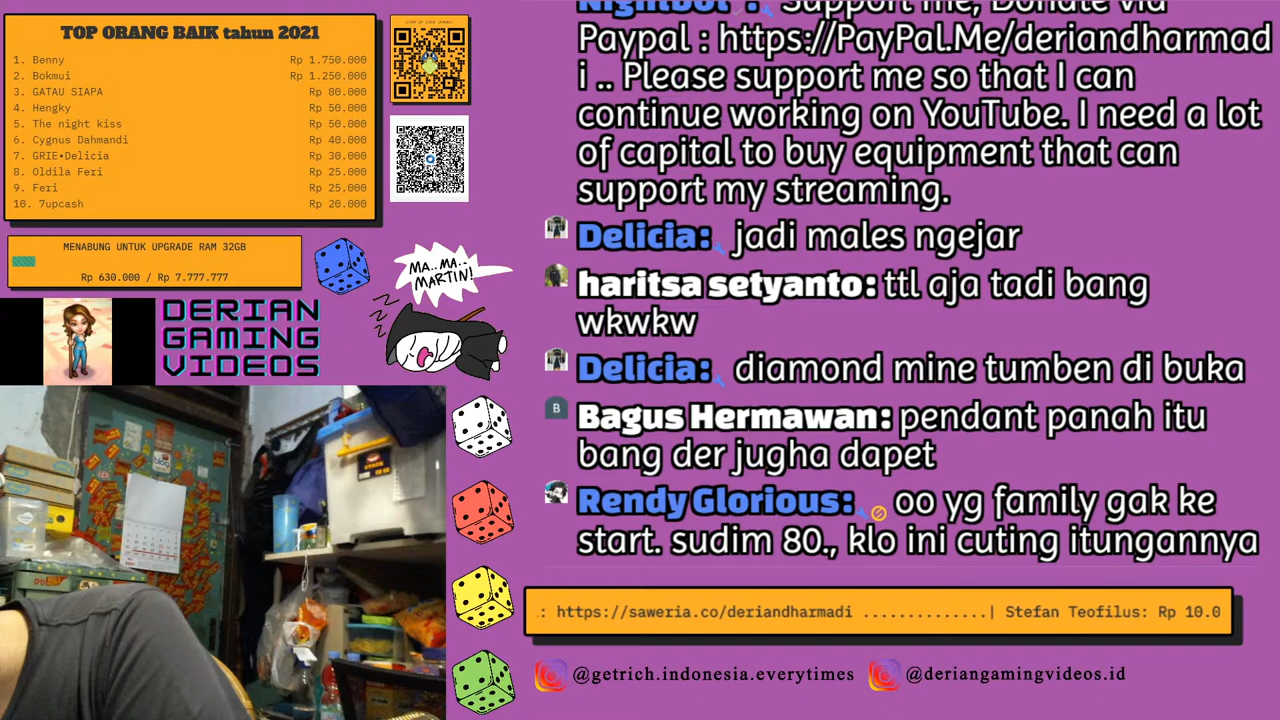 TOP ORANG BAIK tahun 2021
1. Benny Rp 1.750.000
2. Bokmui Rp 1.250.000
3. GATAU SIAPA Rp 80.000
4. Hengky Rp 50.000
5. The night kiss Rp 50.000
6. Cygnus Dahmandi Rp 40.000
7. GRIE•Delicia Rp 30.000
8. Oldila Feri Rp 25.000
9. Feri Rp 25.000
10. 7upcash Rp 20.000
MENABUNG UNTUK UPGRADE RAM 32GB
Rp 630.000 / Rp 7.777.777
MA..MA--
MARTIN!
DERIAN
GAMING
VIDEOS
Nightbot : Support me, Donate via
Paypal : https://PayPal.Me/deriandharmad
i .. Please support me so that I can
continue working on YouTube. I need a lot
of capital to buy equipment that can
support my streaming.
Delicia: jadi males ngejar
haritsa setyanto: ttl aja tadi bang
wkwkw
Delicia: diamond mine tumben di buka
B
Bagus Hermawan: pendant panah itu
bang der jugha dapet
Rendy Glorious: oo yg family gak ke
start. sudim 80., klo ini cuting itungannya
.: https://saweria.co/deriandharmadi ..............| Stefan Teofilus: Rp 10.0
@getrich.indonesia.everytimes @deriangamingvideos.id